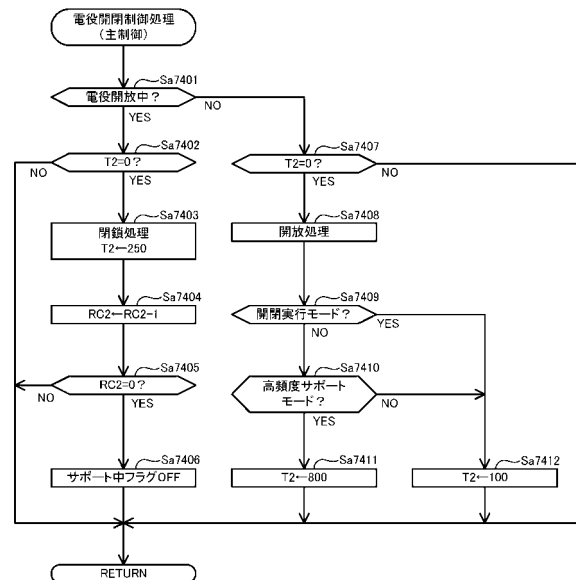 電役開閉制御処理
(主制御)
Sa7401
電役開放中？
NO
YES
Sa7402
T2=0？
NO
YES
Sa7403
閉鎖処理
T2←250
Sa7404
RC2←RC2-1
Sa7405
RC2=0？
NO
YES
Sa7406
サポート中フラグOFF
Sa7407
T2=0？
NO
YES
Sa7408
開放処理
Sa7409
開閉実行モード？
YES
NO
Sa7410
高頻度サポート
モード？
NO
YES
Sa7411
T2←800
Sa7412
T2←100
RETURN